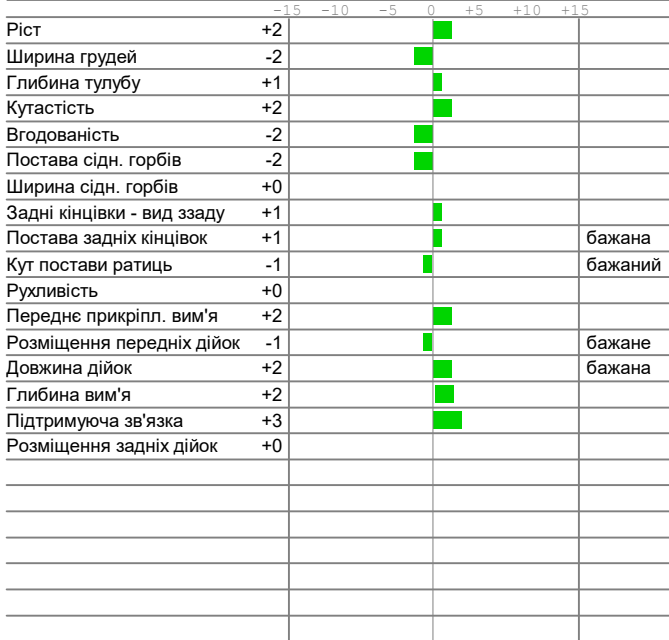 -15 -10 -5 0 +5 +10 +15
Ріст +2
Ширина грудей -2
Глибина тулубу +1
Кутастість +2
Вгодованість -2
Постава сідн. горбів -2
Ширина сідн. горбів +0
Задні кінцівки - вид ззаду +1
Постава задніх кінцівок +1 бажана
Кут постави ратиць -1 бажаний
Рухливість +0
Переднє прикріпл. вим'я +2
Розміщення передніх дійок -1 бажане
Довжина дійок +2 бажана
Глибина вим'я +2
Підтримуюча зв'язка +3
Розміщення задніх дійок +0